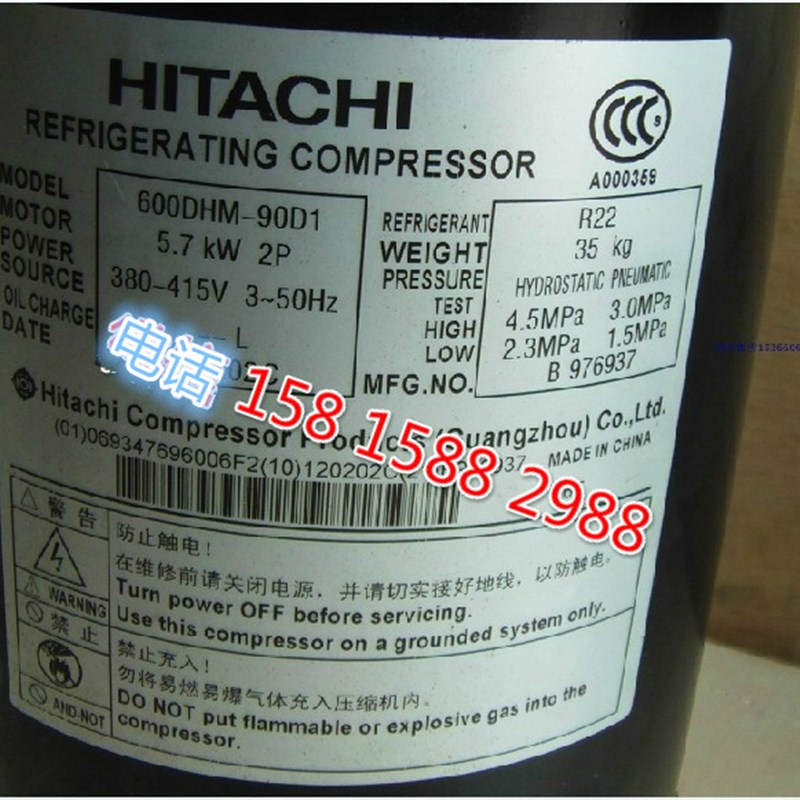 HITACHI
REFRIGERATING COMPRESSOR
A000359
MODEL 600DHM-90D1
MOTOR 5.7 kW 2P
POWER SOURCE 380-415V 3~50Hz
OIL CHARGE L
DATE
REFRIGERANT R22
WEIGHT 35 kg
PRESSURE HYDROSTATIC PNEUMATIC
TEST 4.5MPa 3.0MPa
HIGH LOW 2.3MPa 1.5MPa
MFG.NO. B 976937
电话 158 1588 2988
Hitachi Compressor Products (Guangzhou) Co.,Ltd.
(01)069347696006F2(10)120202C
MADE IN CHINA
警告
WARNING
防止触电!
在维修前请关闭电源，并请切实接好地线，以防触电。
Turn power OFF before servicing.
Use this compressor on a grounded system only.
禁止
AND-NOT
禁止充入!
勿将易燃易爆气体充入压缩机内。
DO NOT put flammable or explosive gas into the
compressor.